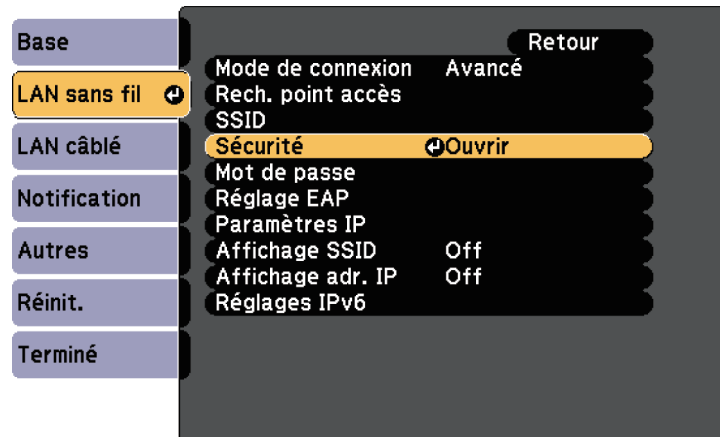 Base
LAN sans fil
LAN câblé
Notification
Autres
Réinit.
Terminé
Retour
Mode de connexion Avancé
Rech. point accès
SSID
Sécurité Ouvrir
Mot de passe
Réglage EAP
Paramètres IP
Affichage SSID Off
Affichage adr. IP Off
Réglages IPv6